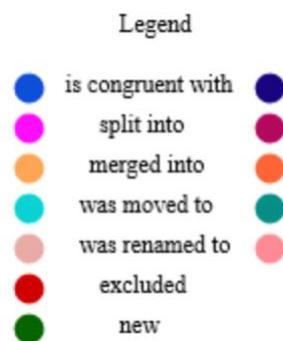 Legend
is congruent with
split into
merged into
was moved to
was renamed to
excluded
new